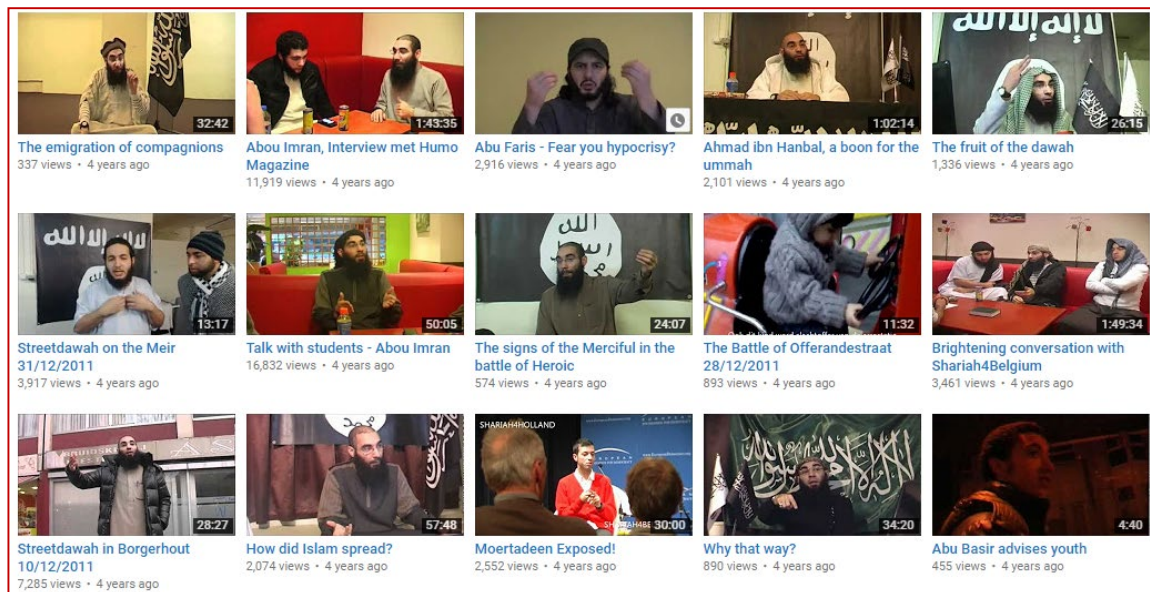 32:42
1:43:35
1:02:14
لا إله إلا الله
26:15
The emigration of compagnions
337 views • 4 years ago
Abou Imran, Interview met Humo
Magazine
11,919 views • 4 years ago
Abu Faris - Fear you hypocrisy?
2,916 views • 4 years ago
Ahmad ibn Hanbal, a boon for the
ummah
2,101 views • 4 years ago
The fruit of the dawah
1,336 views • 4 years ago
لا إله إلا الله
الله
رسول
محمد
13:17
50:05
24:07
11:32
1:49:34
Streetdawah on the Meir
31/12/2011
3,917 views • 4 years ago
Talk with students - Abou Imran
16,832 views • 4 years ago
The signs of the Merciful in the
battle of Heroic
574 views • 4 years ago
The Battle of Offerandestraat
28/12/2011
893 views • 4 years ago
Brightening conversation with
Shariah4Belgium
3,461 views • 4 years ago
محمد
SHARIAH4HOLLAND
28:27
57:48
30:00
34:20
4:40
Streetdawah in Borgerhout
10/12/2011
7,285 views • 4 years ago
How did Islam spread?
2,074 views • 4 years ago
Moertadeen Exposed!
2,552 views • 4 years ago
Why that way?
890 views • 4 years ago
Abu Basir advises youth
455 views • 4 years ago